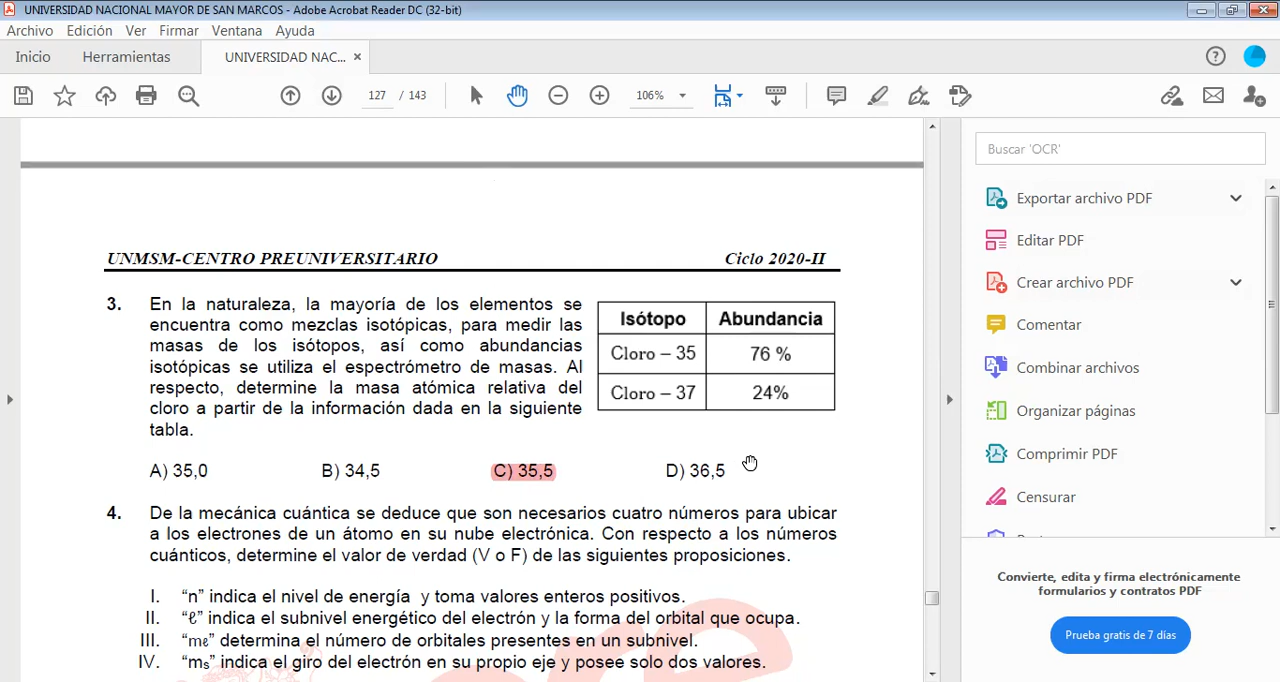 UNIVERSIDAD NACIONAL MAYOR DE SAN MARCOS - Adobe Acrobat Reader DC (32-bit)
Archivo Edición Ver Firmar Ventana Ayuda
Inicio Herramientas UNIVERSIDAD NAC... ×
127 / 143 106%
Buscar 'OCR'
Exportar archivo PDF
Editar PDF
Crear archivo PDF
Comentar
Combinar archivos
Organizar páginas
Comprimir PDF
Censurar
Convierte, edita y firma electrónicamente
formularios y contratos PDF
Prueba gratis de 7 días
UNMSM-CENTRO PREUNIVERSITARIO Ciclo 2020-II
3. En la naturaleza, la mayoría de los elementos se
encuentra como mezclas isotópicas, para medir las
masas de los isótopos, así como abundancias
isotópicas se utiliza el espectrómetro de masas. Al
respecto, determine la masa atómica relativa del
cloro a partir de la información dada en la siguiente
tabla.
Isótopo Abundancia
Cloro – 35 76 %
Cloro – 37 24%
A) 35,0 B) 34,5 C) 35,5 D) 36,5
4. De la mecánica cuántica se deduce que son necesarios cuatro números para ubicar
a los electrones de un átomo en su nube electrónica. Con respecto a los números
cuánticos, determine el valor de verdad (V o F) de las siguientes proposiciones.
I. “n” indica el nivel de energía y toma valores enteros positivos.
II. “ℓ” indica el subnivel energético del electrón y la forma del orbital que ocupa.
III. “mℓ” determina el número de orbitales presentes en un subnivel.
IV. “ms” indica el giro del electrón en su propio eje y posee solo dos valores.